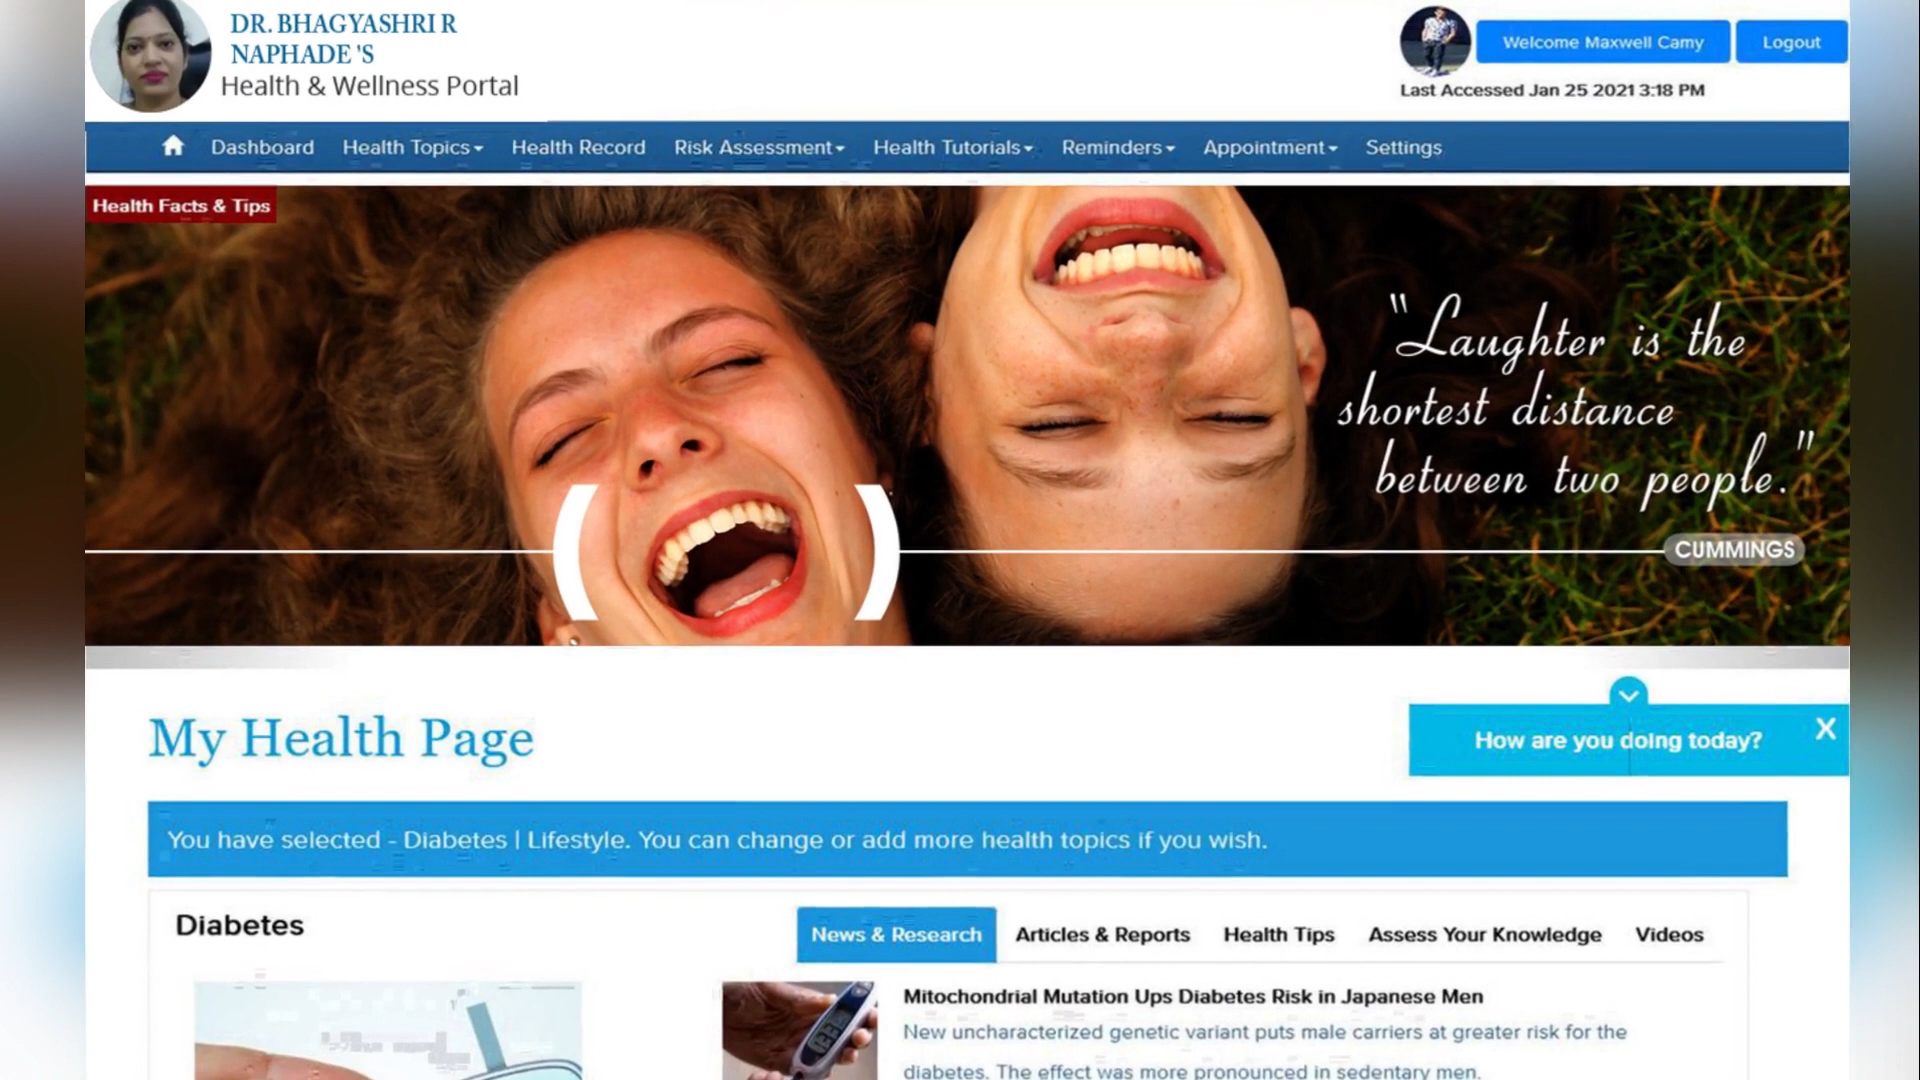 DR. BHAGYASHRI R
NAPHADE 'S
Health & Wellness Portal
Welcome Maxwell Camy
Logout
Last Accessed Jan 25 2021 3:18 PM
Dashboard
Health Topics
Health Record
Risk Assessment
Health Tutorials
Reminders
Appointment
Settings
Health Facts & Tips
"Laughter is the
shortest distance
between two people."
CUMMINGS
My Health Page
How are you doing today?
X
You have selected - Diabetes | Lifestyle. You can change or add more health topics if you wish.
Diabetes
News & Research
Articles & Reports
Health Tips
Assess Your Knowledge
Videos
Mitochondrial Mutation Ups Diabetes Risk in Japanese Men
New uncharacterized genetic variant puts male carriers at greater risk for the
diabetes. The effect was more pronounced in sedentary men.